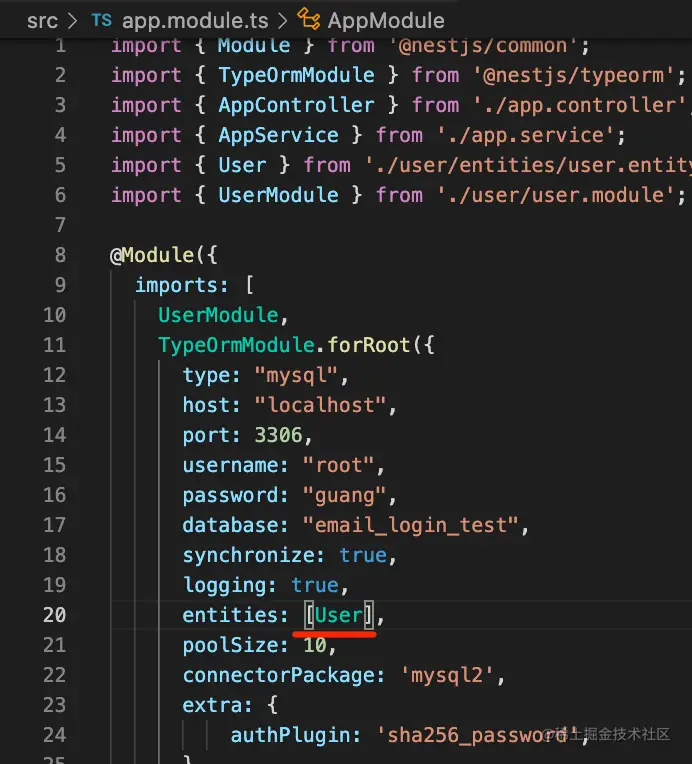 src > TS app.module.ts > AppModule
1 import { Module } from '@nestjs/common';
2 import { TypeOrmModule } from '@nestjs/typeorm';
3 import { AppController } from './app.controller'
4 import { AppService } from './app.service';
5 import { User } from './user/entities/user.entity
6 import { UserModule } from './user/user.module';
7
8 @Module({
9 imports: [
10 UserModule,
11 TypeOrmModule.forRoot({
12 type: "mysql",
13 host: "localhost",
14 port: 3306,
15 username: "root",
16 password: "guang",
17 database: "email_login_test",
18 synchronize: true,
19 logging: true,
20 entities: [User],
21 poolSize: 10,
22 connectorPackage: 'mysql2',
23 extra: {
24 authPlugin: 'sha256_password',
25 }
@稀土掘金技术社区